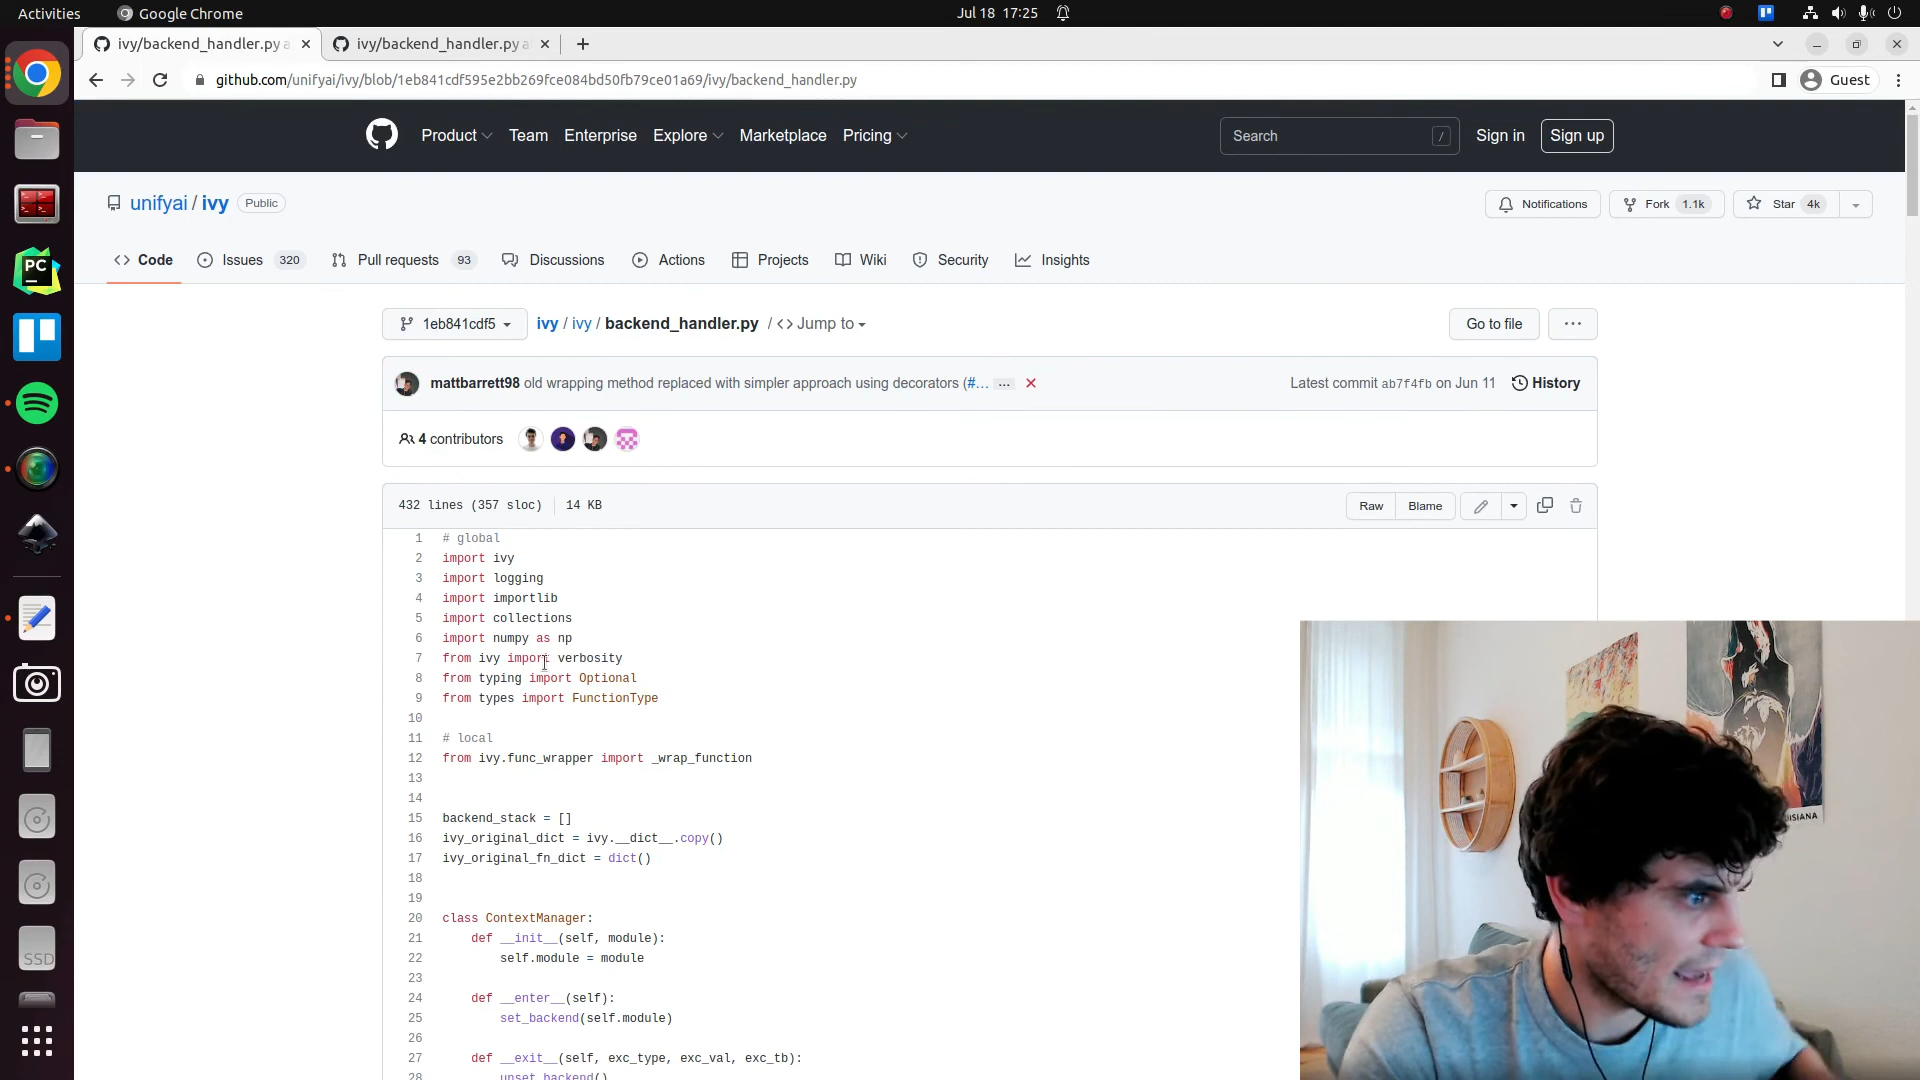 Activities
Google Chrome
Jul 18 17:25
ivy/backend_handler.py a
ivy/backend_handler.py a
github.com/unifyai/ivy/blob/1eb841cdf595e2bb269fce084bd50fb79ce01a69/ivy/backend_handler.py
Guest
Product
Team
Enterprise
Explore
Marketplace
Pricing
Search /
Sign in
Sign up
unifyai / ivy Public
Notifications
Fork 1.1k
Star 4k
Code
Issues 320
Pull requests 93
Discussions
Actions
Projects
Wiki
Security
Insights
1eb841cdf5
ivy / ivy / backend_handler.py / <> Jump to
Go to file
...
mattbarrett98 old wrapping method replaced with simpler approach using decorators (#… ...
Latest commit ab7f4fb on Jun 11 History
4 contributors
432 lines (357 sloc) 14 KB
Raw
Blame
1 # global
2 import ivy
3 import logging
4 import importlib
5 import collections
6 import numpy as np
7 from ivy import verbosity
8 from typing import Optional
9 from types import FunctionType
10
11 # local
12 from ivy.func_wrapper import _wrap_function
13
14
15 backend_stack = []
16 ivy_original_dict = ivy.__dict__.copy()
17 ivy_original_fn_dict = dict()
18
19
20 class ContextManager:
21 def __init__(self, module):
22 self.module = module
23
24 def __enter__(self):
25 set_backend(self.module)
26
27 def __exit__(self, exc_type, exc_val, exc_tb):
28 unset_backend()
PC
SSD
ISIANA